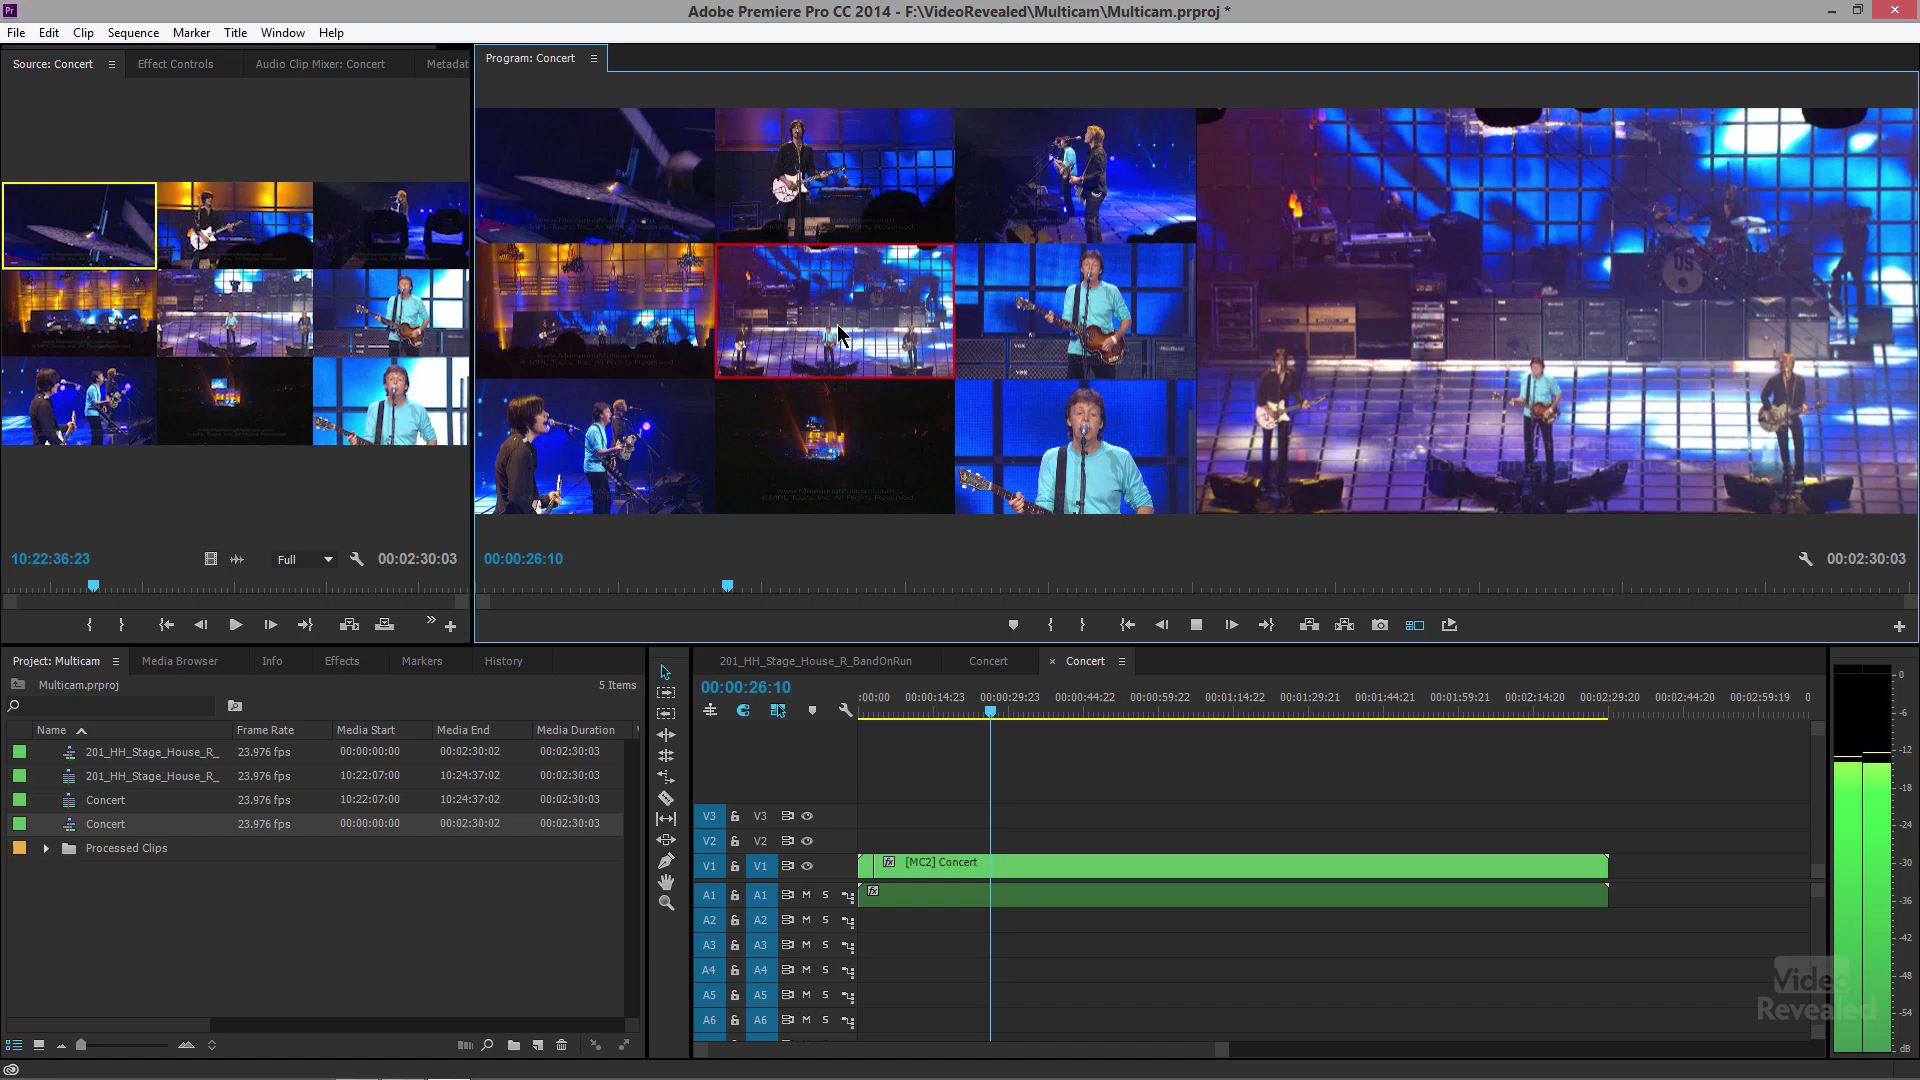 Adobe Premiere Pro CC 2014 - F:\VideoRevealed\Multicam\Multicam.prproj *
File Edit Clip Sequence Marker Title Window Help
Source: Concert Effect Controls Audio Clip Mixer: Concert Metadat
Program: Concert
10:22:36:23 Full 00:02:30:03
00:00:26:10 00:02:30:03
Project: Multicam Media Browser Info Effects Markers History
Multicam.prproj 5 Items
Name Frame Rate Media Start Media End Media Duration
201_HH_Stage_House_R_ 23.976 fps 00:00:00:00 00:02:30:02 00:02:30:03
201_HH_Stage_House_R_ 23.976 fps 10:22:07:00 10:24:37:02 00:02:30:03
Concert 23.976 fps 10:22:07:00 10:24:37:02 00:02:30:03
Concert 23.976 fps 00:00:00:00 00:02:30:02 00:02:30:03
Processed Clips
201_HH_Stage_House_R_BandOnRun Concert × Concert
00:00:26:10
:00:00 00:00:14:23 00:00:29:23 00:00:44:22 00:00:59:22 00:01:14:22 00:01:29:21 00:01:44:21 00:01:59:21 00:02:14:20 00:02:29:20 00:02:44:20 00:02:59:19 0
V3 V3
V2 V2
V1 V1 fx [MC2] Concert
A1 A1 M S fx
A2 A2 M S
A3 A3 M S
A4 A4 M S
A5 A5 M S
A6 A6 M S
0
-6
-12
-18
-24
-30
-36
-42
-48
-54
dB
Video
Revealed